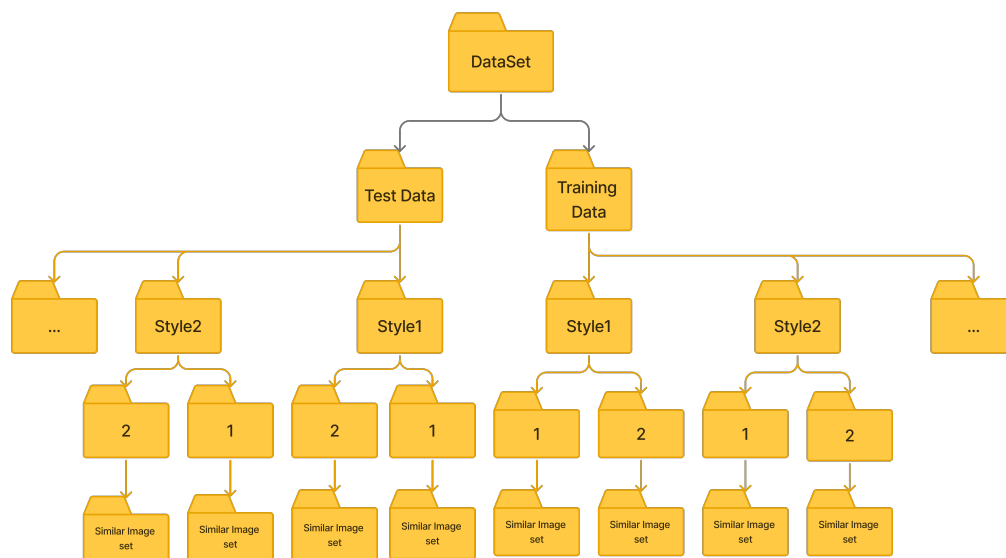 DataSet
Test Data
Training
Data
...
Style2
Style1
Style1
Style2
...
2
1
2
1
1
2
1
2
Similar Image
set
Similar Image
set
Similar Image
set
Similar Image
set
Similar Image
set
Similar Image
set
Similar Image
set
Similar Image
set